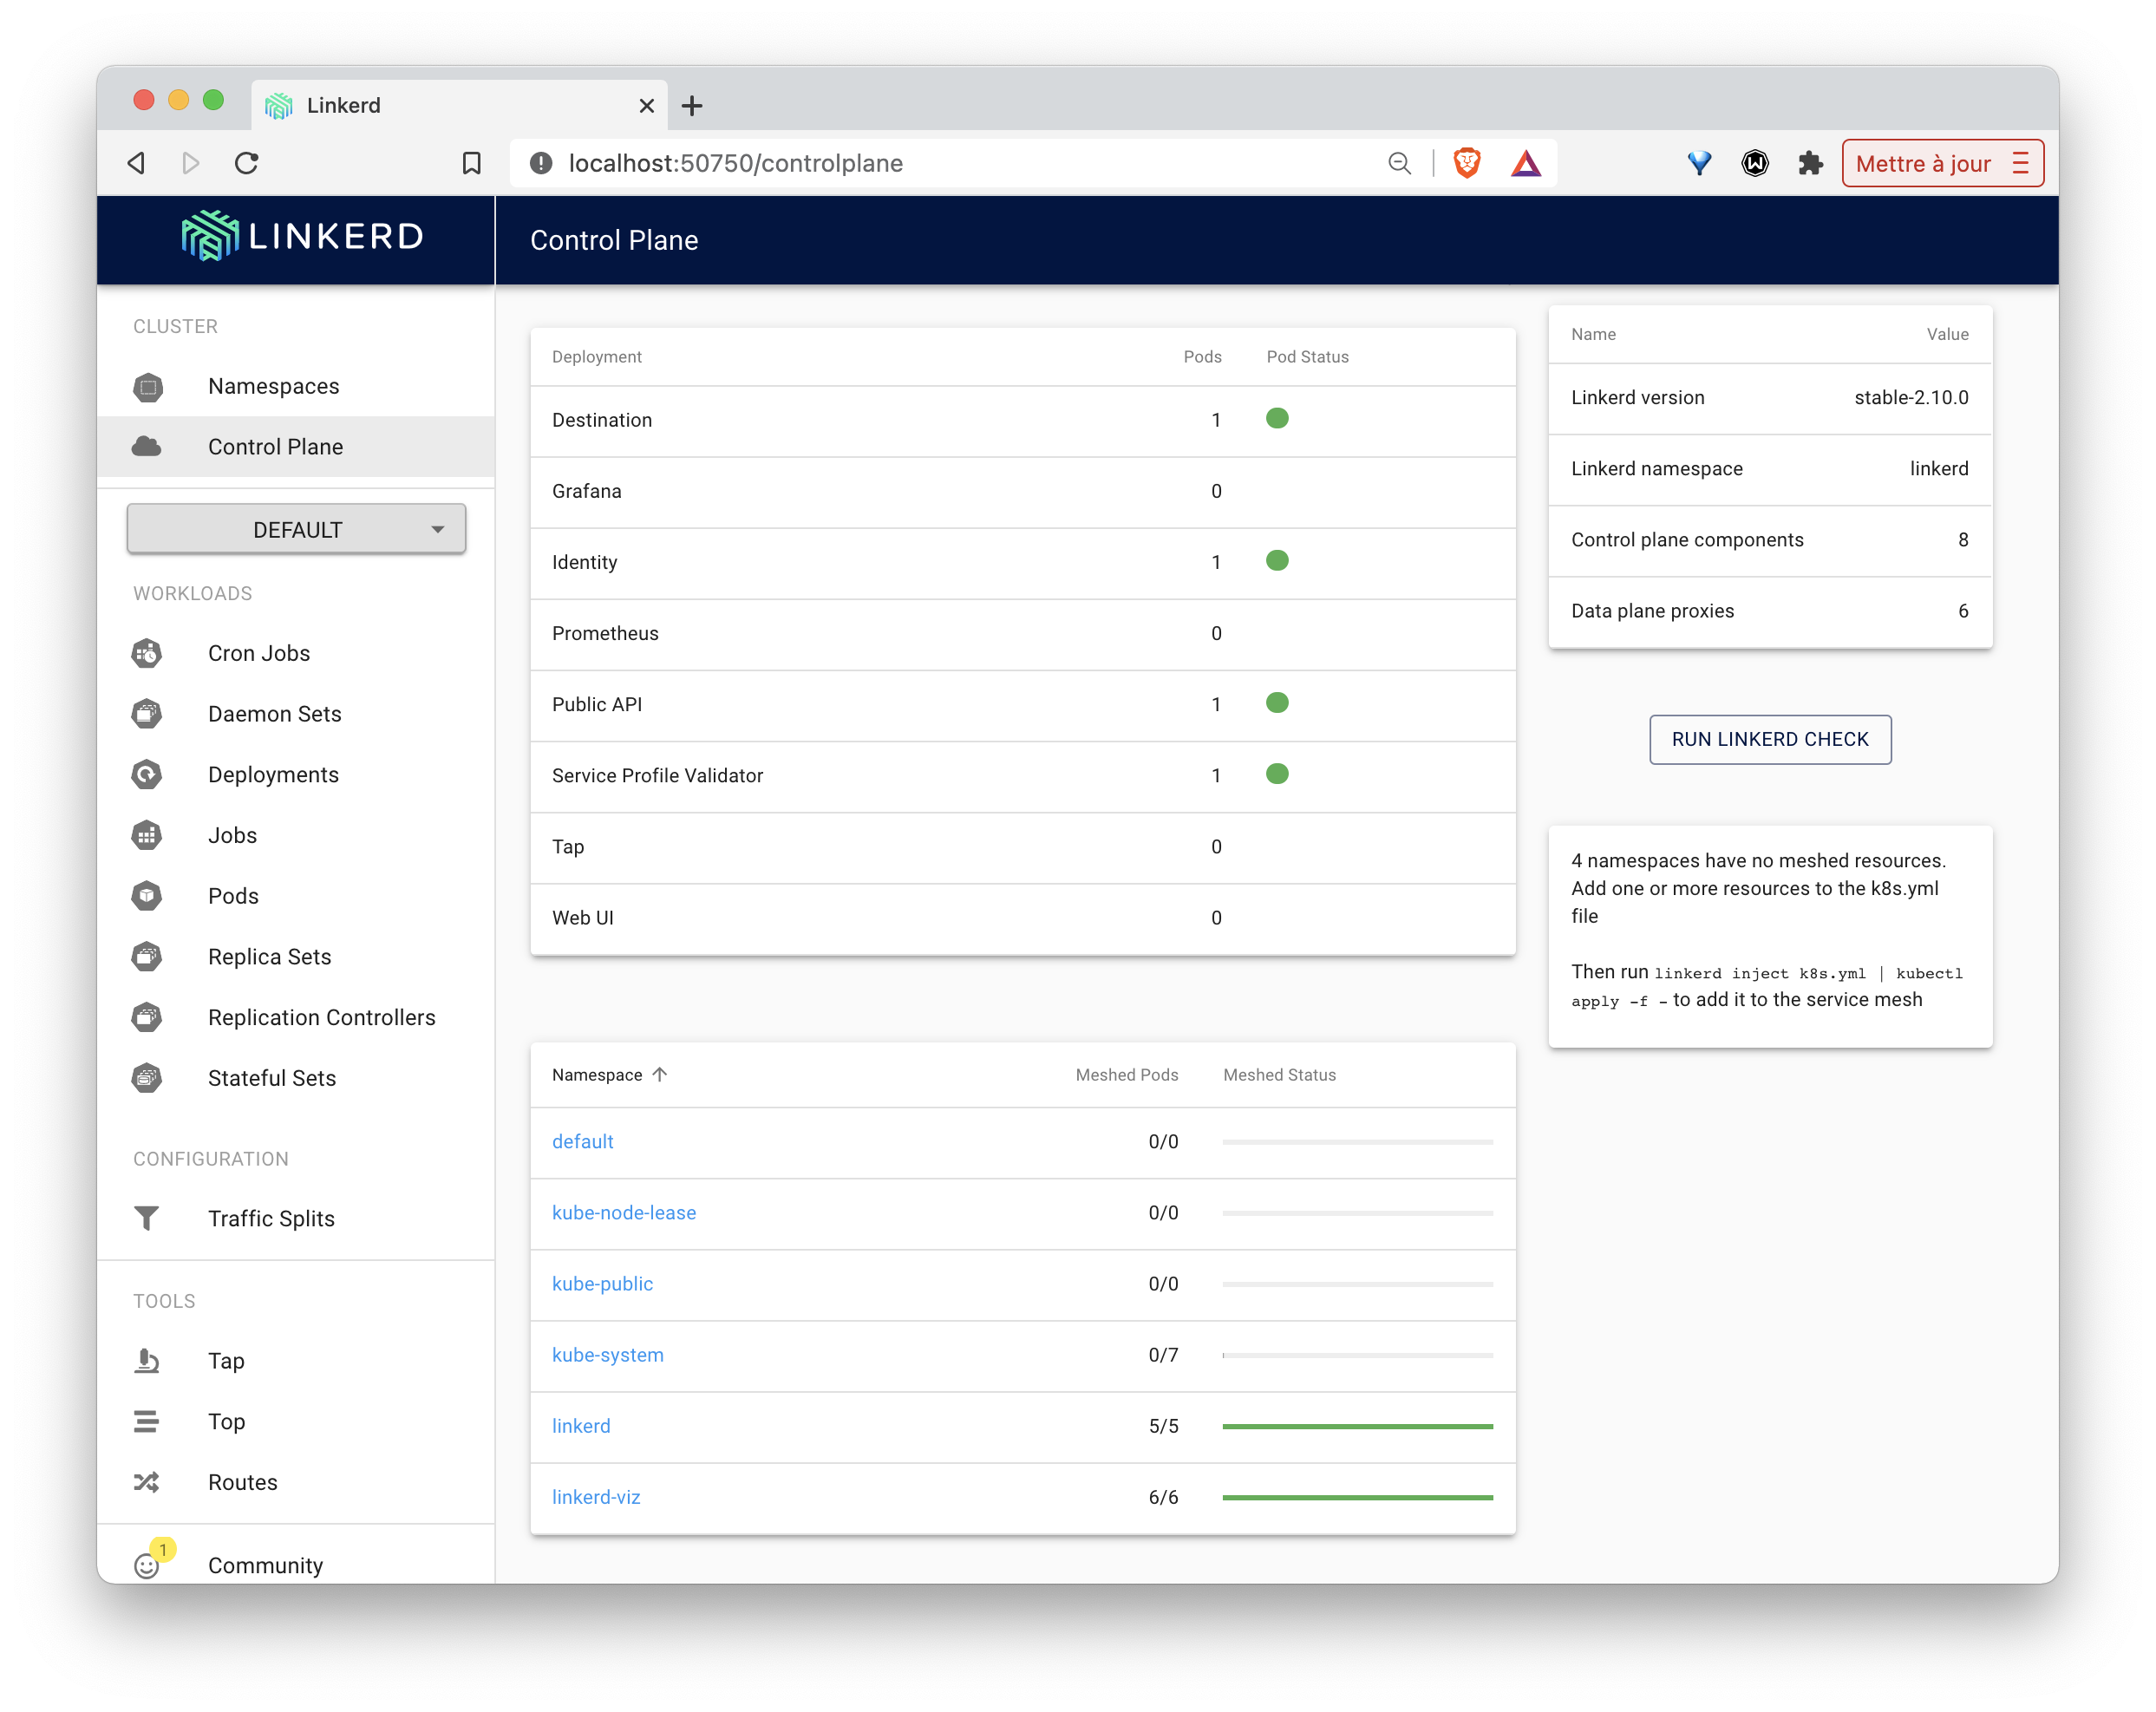 Linkerd
localhost:50750/controlplane
Mettre à jour
LINKERD
Control Plane
CLUSTER
Namespaces
Control Plane
DEFAULT
WORKLOADS
Cron Jobs
Daemon Sets
Deployments
Jobs
Pods
Replica Sets
Replication Controllers
Stateful Sets
CONFIGURATION
Traffic Splits
TOOLS
Tap
Top
Routes
1
Community
Deployment Pods Pod Status
Destination 1
Grafana 0
Identity 1
Prometheus 0
Public API 1
Service Profile Validator 1
Tap 0
Web UI 0
Namespace Meshed Pods Meshed Status
default 0/0
kube-node-lease 0/0
kube-public 0/0
kube-system 0/7
linkerd 5/5
linkerd-viz 6/6
Name Value
Linkerd version stable-2.10.0
Linkerd namespace linkerd
Control plane components 8
Data plane proxies 6
RUN LINKERD CHECK
4 namespaces have no meshed resources.
Add one or more resources to the k8s.yml
file
Then run linkerd inject k8s.yml | kubectl
apply -f - to add it to the service mesh